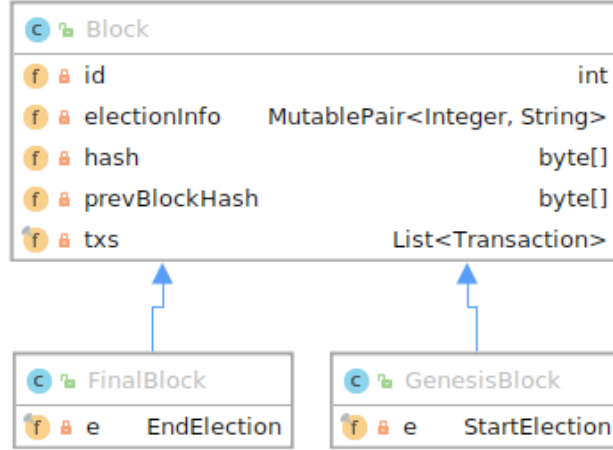 C Block
f id int
f electionInfo MutablePair<Integer, String>
f hash byte[]
f prevBlockHash byte[]
f txs List<Transaction>
C FinalBlock C GenesisBlock
f e EndElection f e StartElection